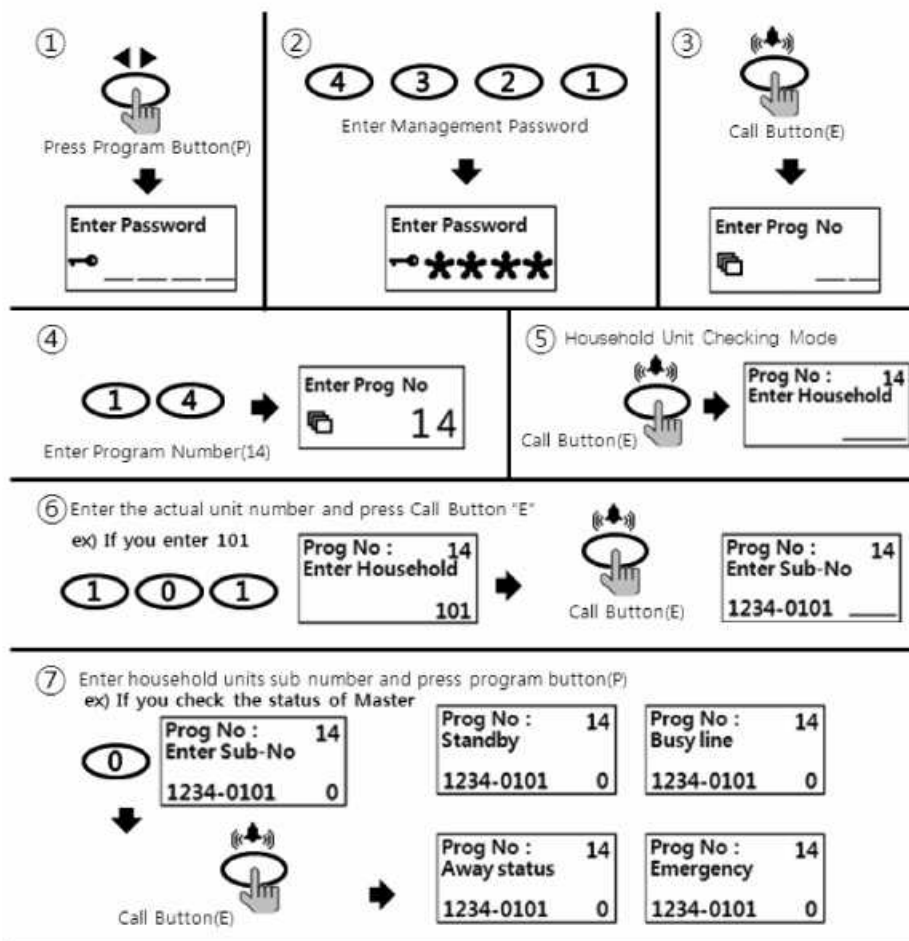 ①
Press Program Button(P)
Enter Password
②
4 3 2 1
Enter Management Password
Enter Password
③
Call Button(E)
Enter Prog No
④
1 4
Enter Program Number(14)
Enter Prog No
14
⑤ Household Unit Checking Mode
Call Button(E)
Prog No : 14
Enter Household
⑥ Enter the actual unit number and press Call Button "E"
ex) If you enter 101
1 0 1
Prog No : 14
Enter Household
101
Call Button(E)
Prog No : 14
Enter Sub-No
1234-0101
⑦ Enter household units sub number and press program button(P)
ex) If you check the status of Master
0
Prog No : 14
Enter Sub-No
1234-0101 0
Call Button(E)
Prog No : 14
Standby
1234-0101 0
Prog No : 14
Busy line
1234-0101 0
Prog No : 14
Away status
1234-0101 0
Prog No : 14
Emergency
1234-0101 0